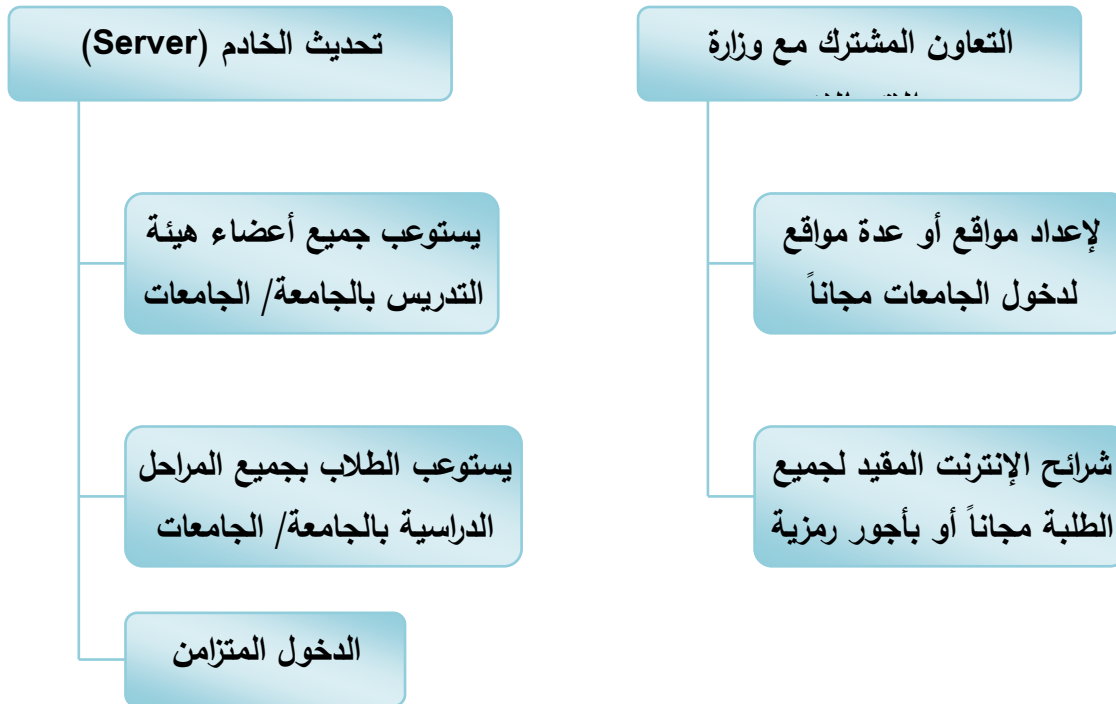 التعاون المشترك مع وزارة
لإعداد مواقع أو عدة مواقع
لدخول الجامعات مجاناً
شرائح الإنترنت المقيد لجميع
الطلبة مجاناً أو بأجور رمزية
تحديث الخادم (Server)
يستوعب جميع أعضاء هيئة
التدريس بالجامعة/ الجامعات
يستوعب الطلاب بجميع المراحل
الدراسية بالجامعة/ الجامعات
الدخول المتزامن